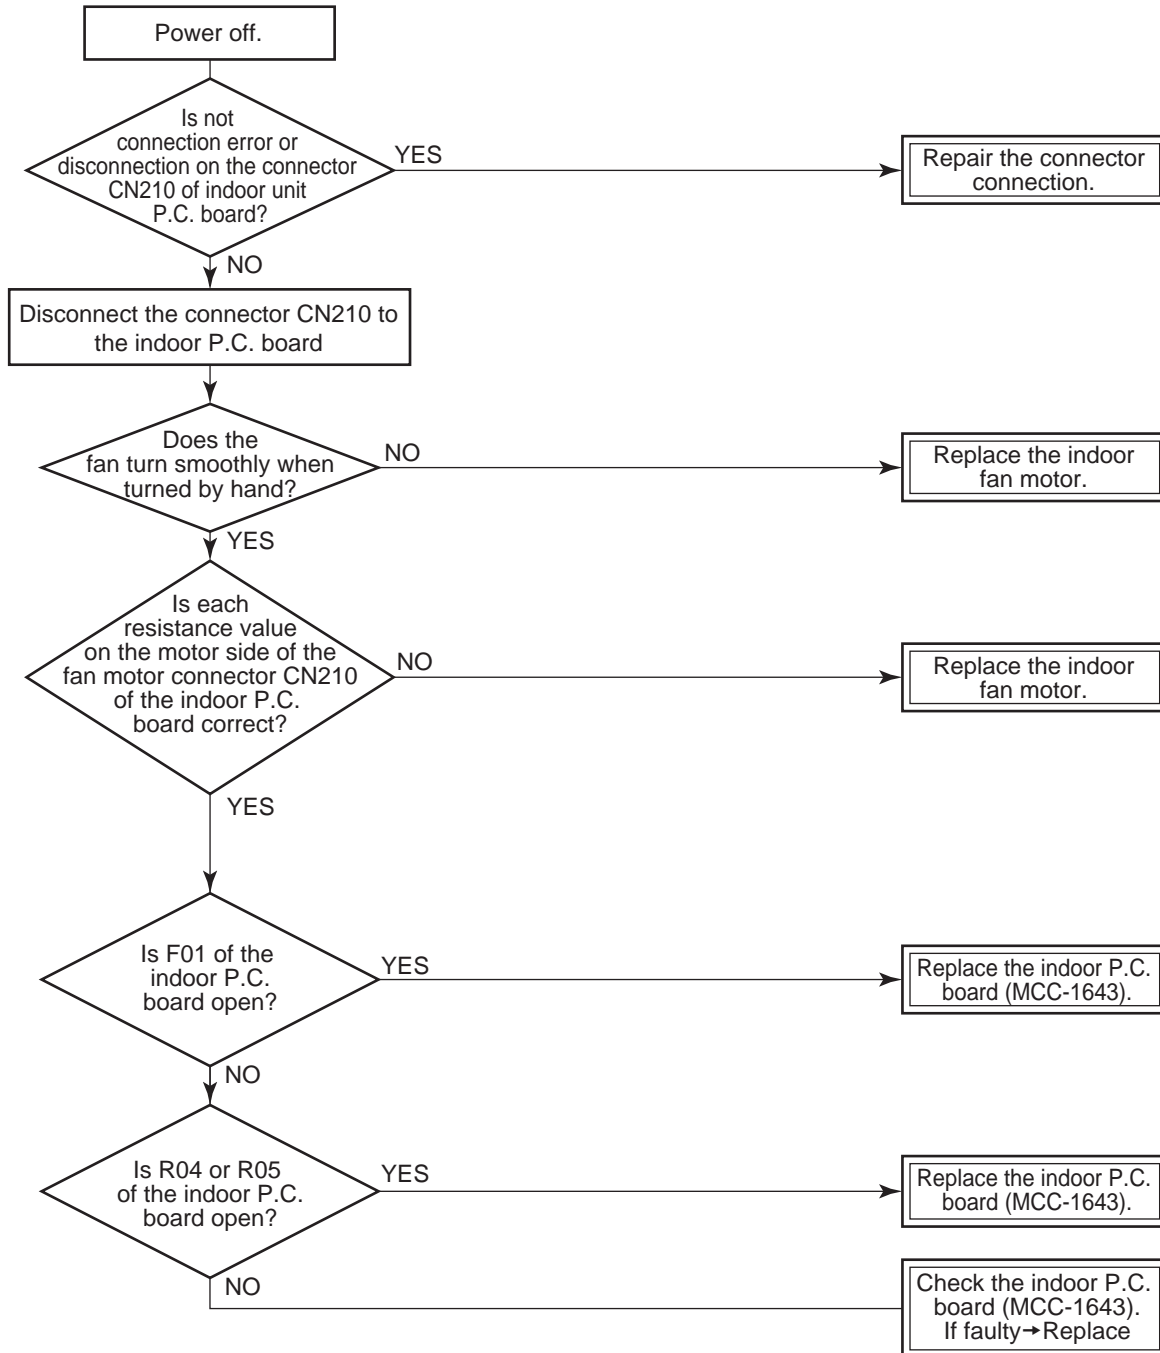 Power off.
Is not
connection error or
disconnection on the connector
CN210 of indoor unit
P.C. board?
YES
Repair the connector
connection.
NO
Disconnect the connector CN210 to
the indoor P.C. board
Does the
fan turn smoothly when
turned by hand?
NO
Replace the indoor
fan motor.
YES
Is each
resistance value
on the motor side of the
fan motor connector CN210
of the indoor P.C.
board correct?
NO
Replace the indoor
fan motor.
YES
Is F01 of the
indoor P.C.
board open?
YES
Replace the indoor P.C.
board (MCC-1643).
NO
Is R04 or R05
of the indoor P.C.
board open?
YES
Replace the indoor P.C.
board (MCC-1643).
NO
Check the indoor P.C.
board (MCC-1643).
If faulty→Replace